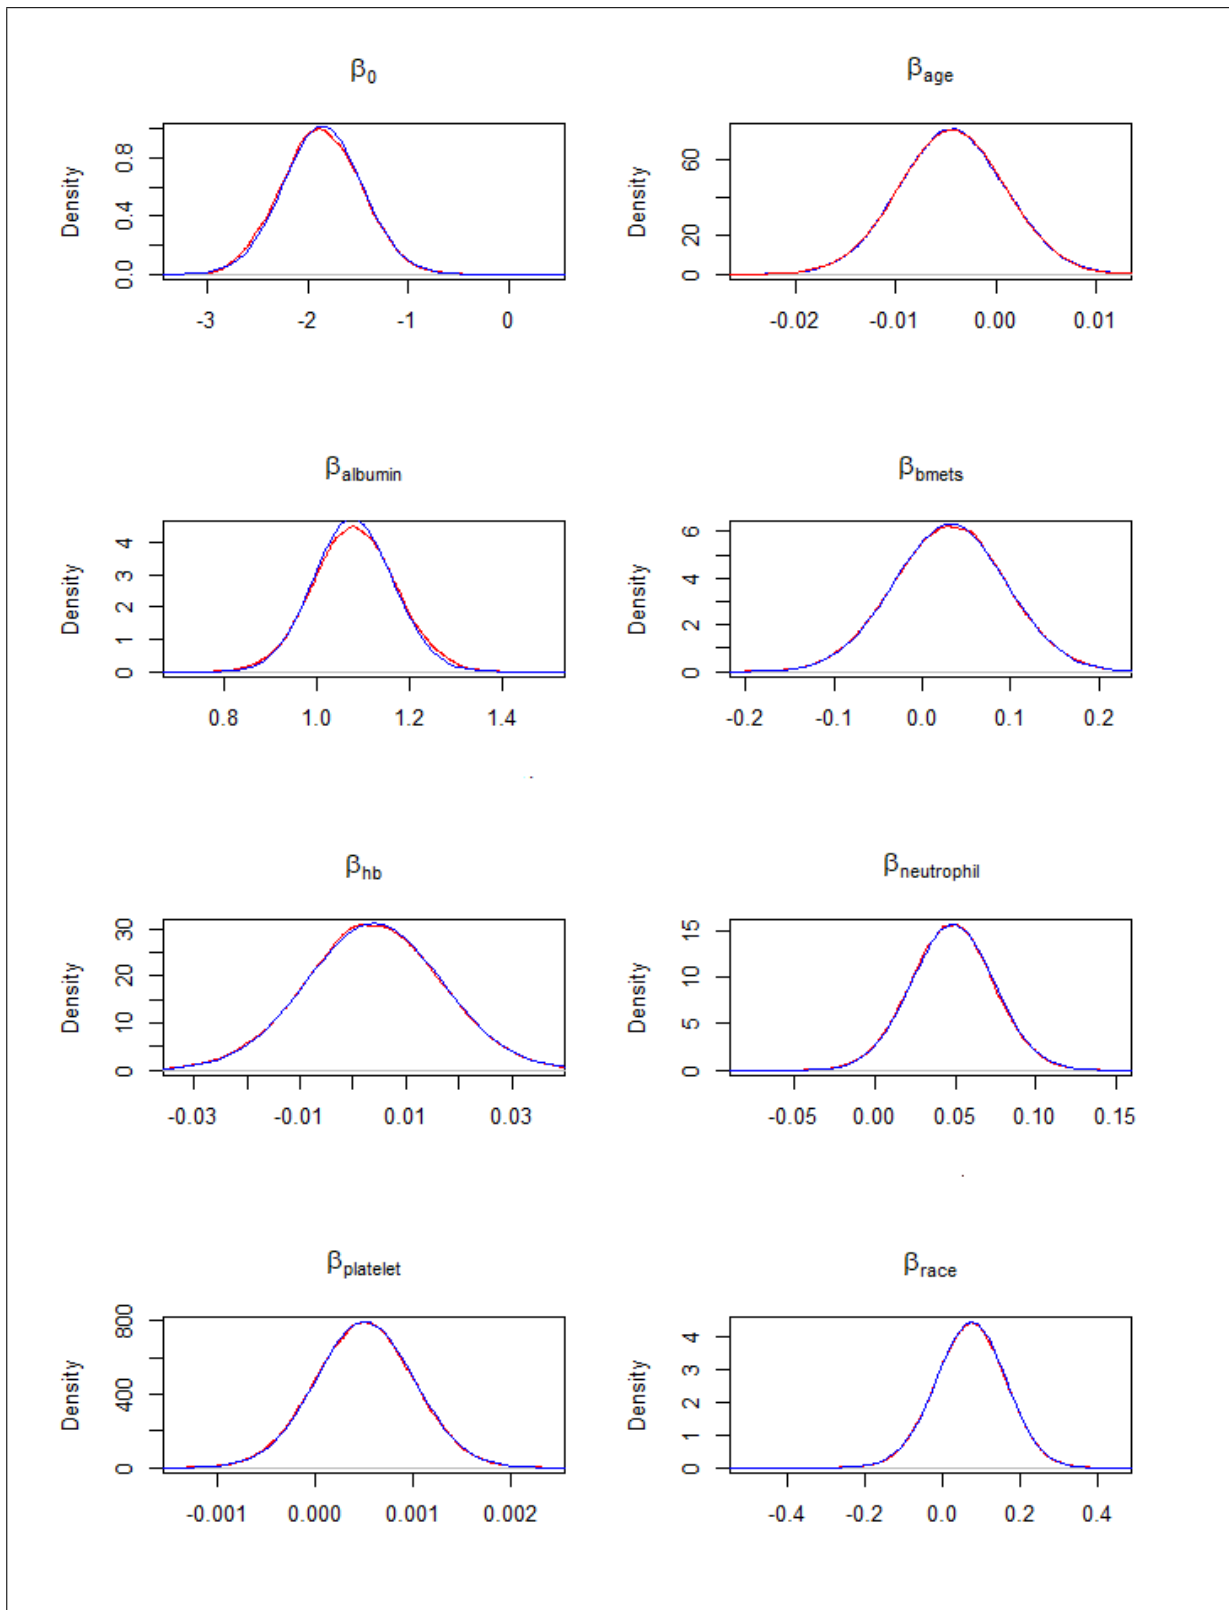 β0
βage
Density
0.0 0.4 0.8
-3 -2 -1 0
Density
0 20 60
-0.02 -0.01 0.00 0.01
βalbumin
βbmets
Density
0 1 2 3 4
0.8 1.0 1.2 1.4
Density
0 2 4 6
-0.2 -0.1 0.0 0.1 0.2
βhb
βneutrophil
Density
0 10 20 30
-0.03 -0.01 0.01 0.03
Density
0 5 10 15
-0.05 0.00 0.05 0.10 0.15
βplatelet
βrace
Density
0 400 800
-0.001 0.000 0.001 0.002
Density
0 1 2 3 4
-0.4 -0.2 0.0 0.2 0.4